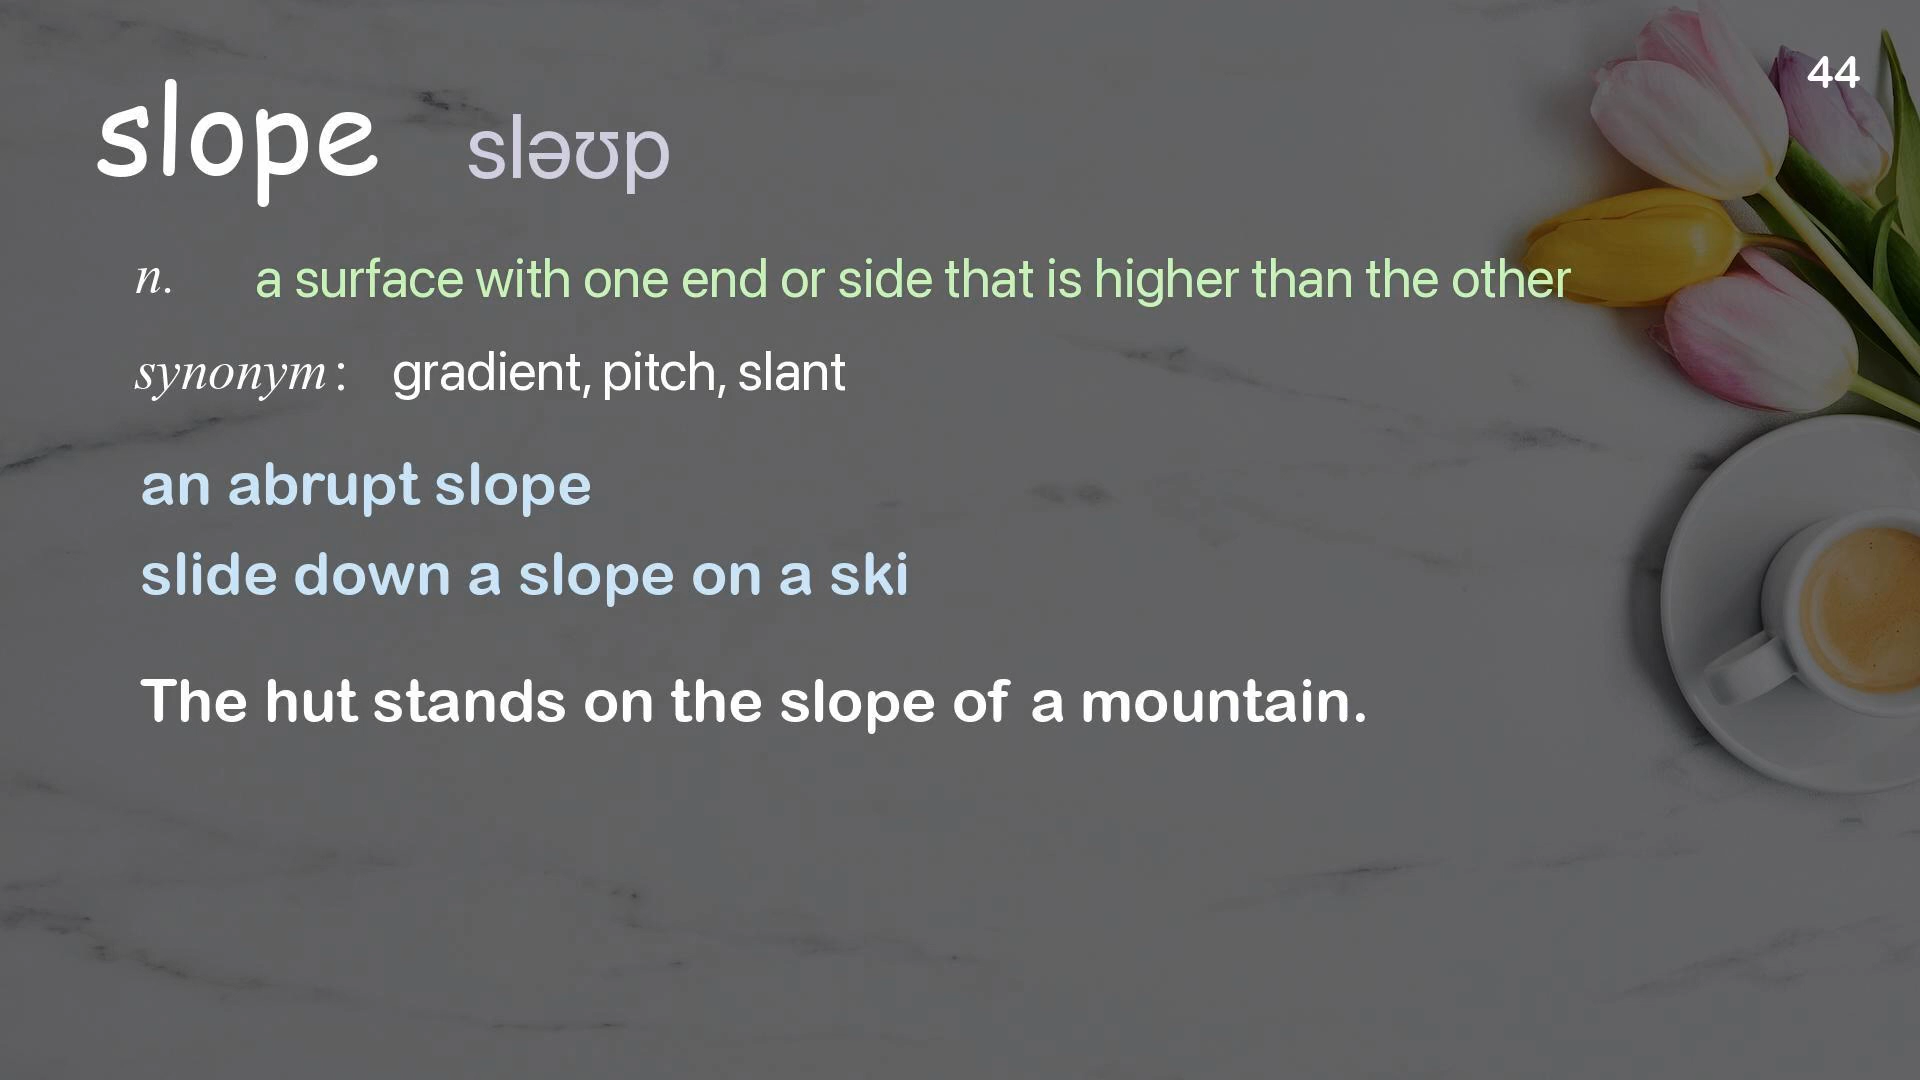 44
slope sləʊp
n. a surface with one end or side that is higher than the other
synonym : gradient, pitch, slant
an abrupt slope
slide down a slope on a ski
The hut stands on the slope of a mountain.